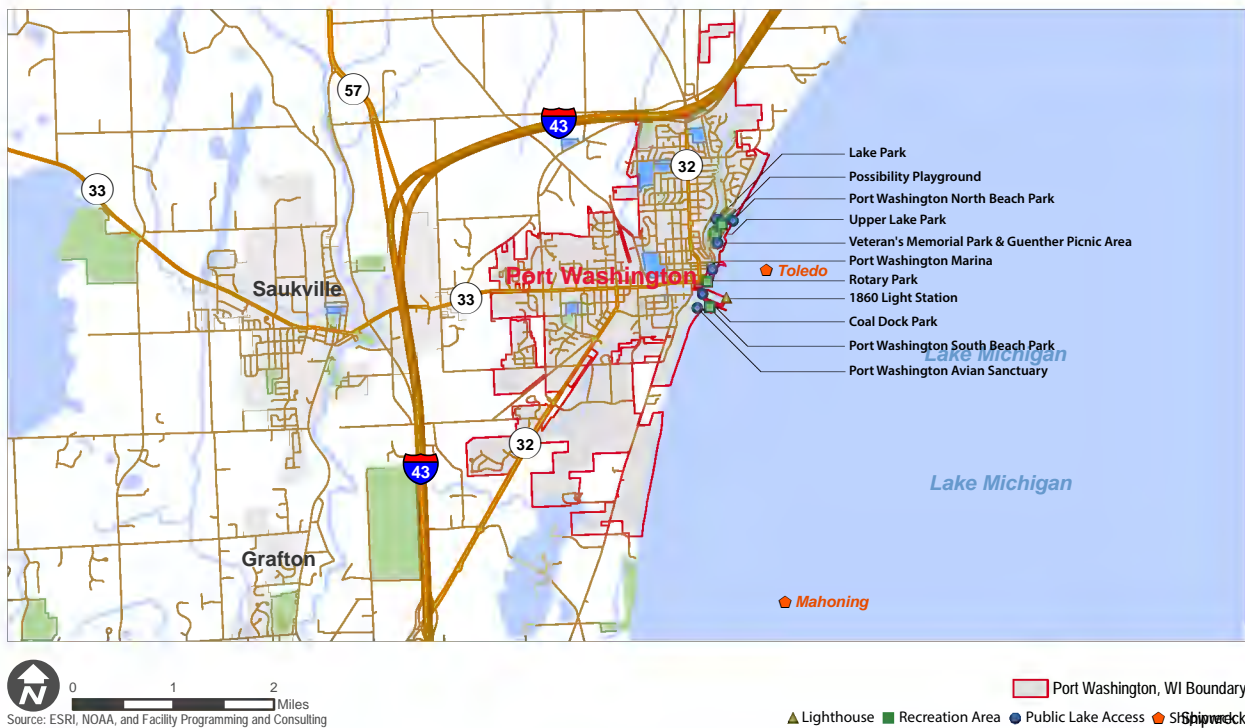 57
43
32
33
Lake Park
Possibility Playground
Port Washington North Beach Park
Upper Lake Park
Veteran's Memorial Park & Guenther Picnic Area
Port Washington Marina
Toledo
Rotary Park
Port Washington
Saukville
33
1860 Light Station
Coal Dock Park
Port Washington South Beach Park
Lake Michigan
Port Washington Avian Sanctuary
32
43
Lake Michigan
Grafton
Mahoning
N
0 1 2
Miles
Source: ESRI, NOAA, and Facility Programming and Consulting
Port Washington, WI Boundary
Lighthouse Recreation Area Public Lake Access